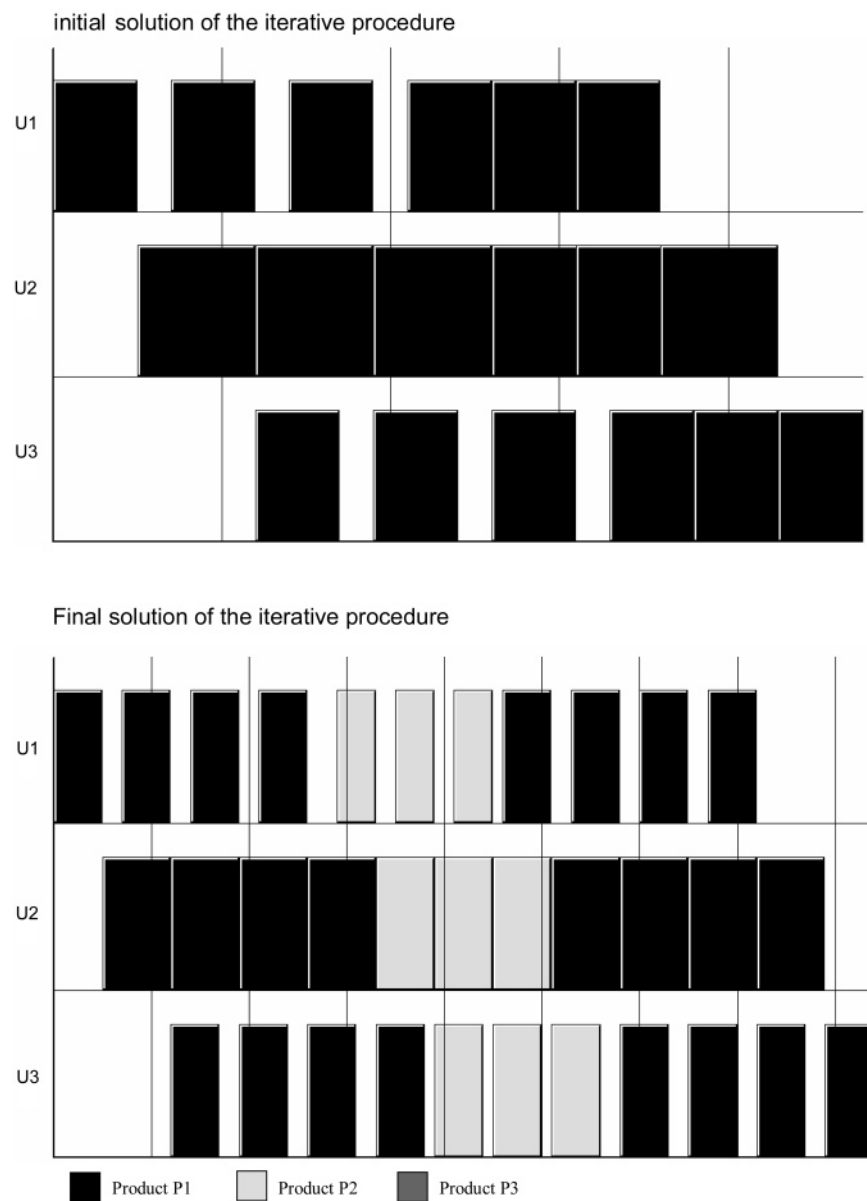 initial solution of the iterative procedure
U1
U2
U3
Final solution of the iterative procedure
U1
U2
U3
Product P1 Product P2 Product P3